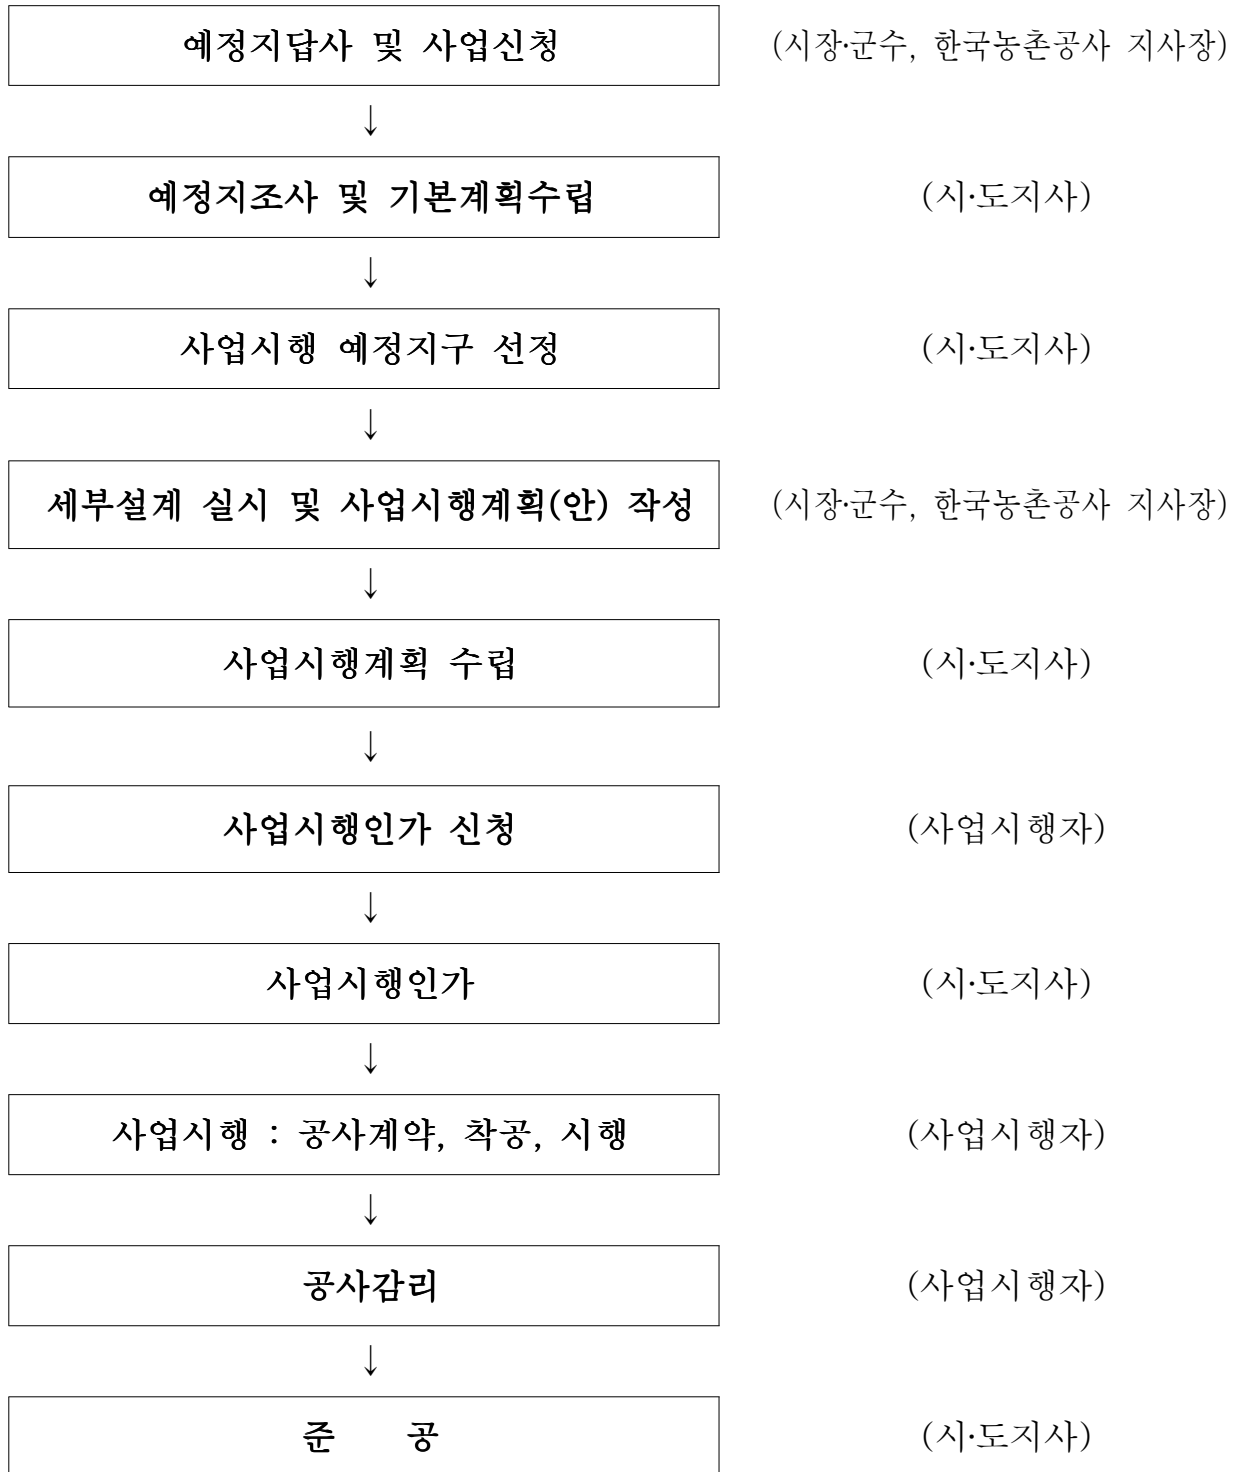 예정지답사 및 사업신청 (시장·군수, 한국농촌공사 지사장)
↓
예정지조사 및 기본계획수립 (시·도지사)
↓
사업시행 예정지구 선정 (시·도지사)
↓
세부설계 실시 및 사업시행계획(안) 작성 (시장·군수, 한국농촌공사 지사장)
↓
사업시행계획 수립 (시·도지사)
↓
사업시행인가 신청 (사업시행자)
↓
사업시행인가 (시·도지사)
↓
사업시행 : 공사계약, 착공, 시행 (사업시행자)
↓
공사감리 (사업시행자)
↓
준 공 (시·도지사)